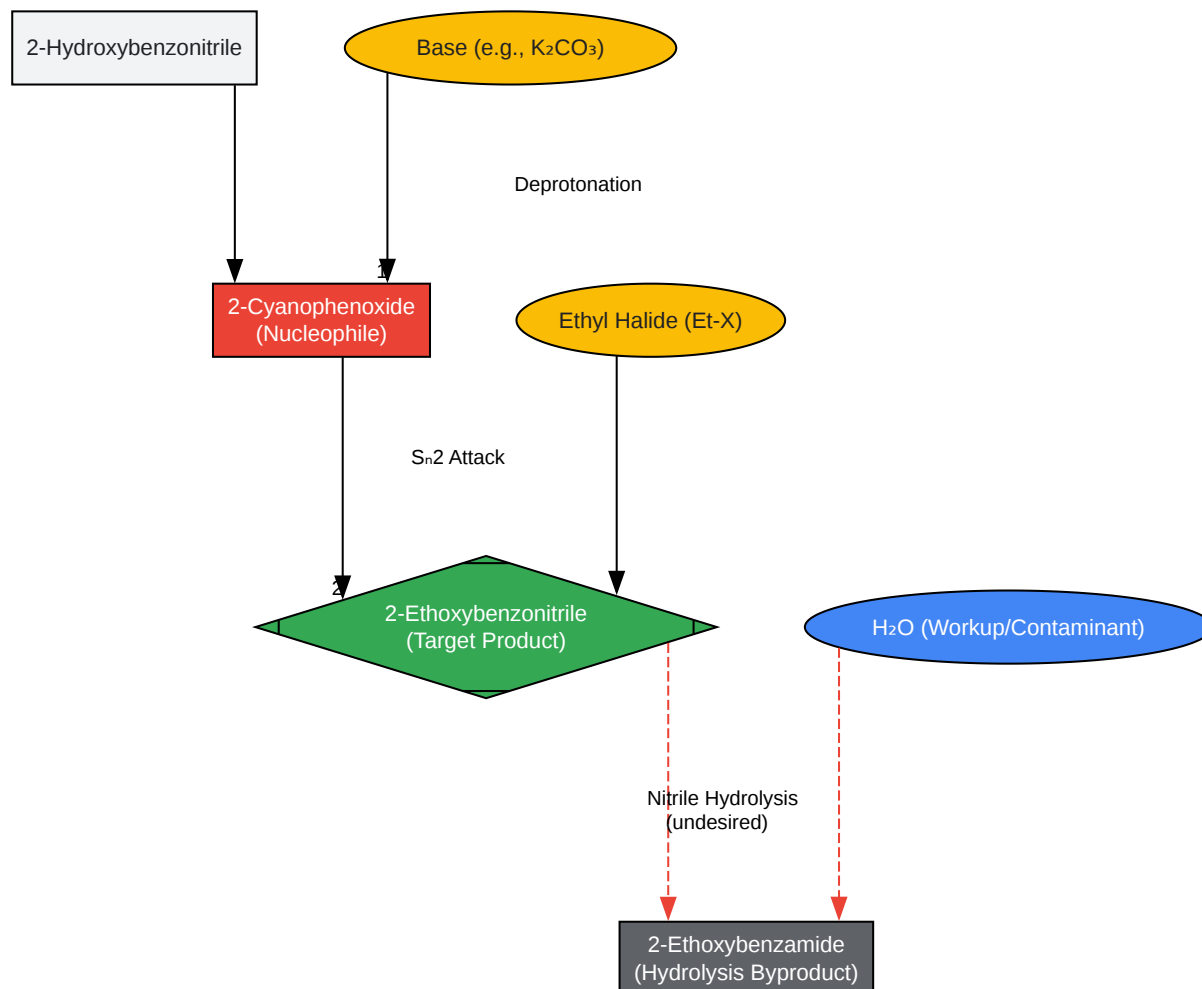 2-Hydroxybenzonitrile
Base (e.g., K₂CO₃)
Deprotonation
1
2-Cyanophenoxide
(Nucleophile)
Ethyl Halide (Et-X)
Sₙ2 Attack
2
2-Ethoxybenzonitrile
(Target Product)
H₂O (Workup/Contaminant)
Nitrile Hydrolysis
(undesired)
2-Ethoxybenzamide
(Hydrolysis Byproduct)